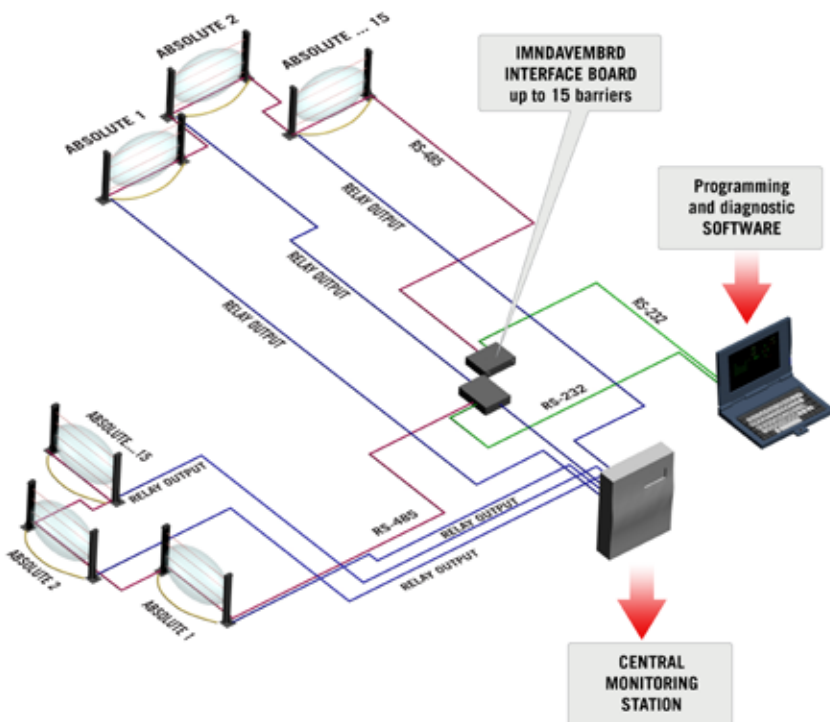 ABSOLUTE 2
ABSOLUTE ... 15
ABSOLUTE 1
IMNDAVEMBRD
INTERFACE BOARD
up to 15 barriers
RS-485
RELAY OUTPUT
RELAY OUTPUT
RELAY OUTPUT
Programming
and diagnostic
SOFTWARE
RS-232
RS-232
ABSOLUTE...15
RELAY OUTPUT
RS-485
RELAY OUTPUT
RELAY OUTPUT
ABSOLUTE 2
ABSOLUTE 1
CENTRAL
MONITORING
STATION